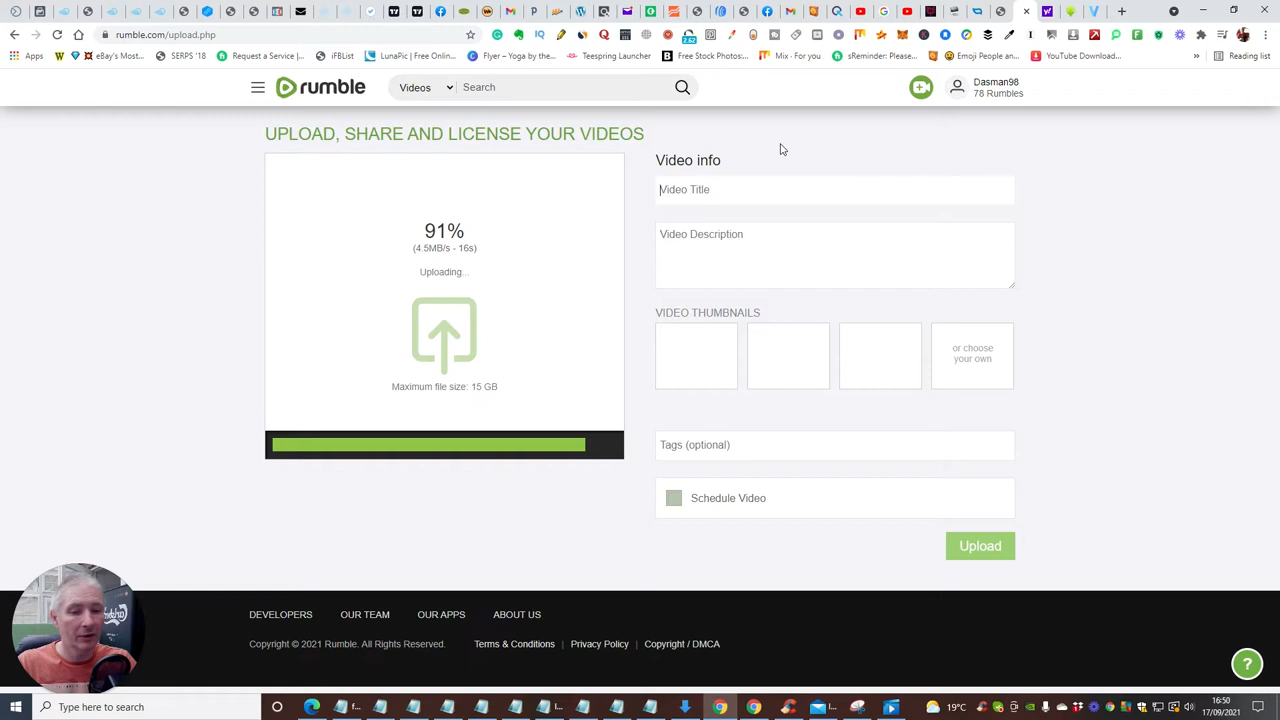 rumble.com/upload.php
Apps
eBay's Most...
SERPS '18
Request a Service |...
iFBList
LunaPic | Free Onlin...
Flyer – Yoga by the...
Teespring Launcher
Free Stock Photos:...
Mix · For you
sReminder: Please...
Emoji People and...
YouTube Download...
»
Reading list
rumble
Videos
Search
Dasman98
78 Rumbles
UPLOAD, SHARE AND LICENSE YOUR VIDEOS
91%
(4.5MB/s - 16s)
Uploading...
Maximum file size: 15 GB
Video info
Video Title
Video Description
VIDEO THUMBNAILS
or choose
your own
Tags (optional)
Schedule Video
Upload
DEVELOPERS
OUR TEAM
OUR APPS
ABOUT US
Copyright © 2021 Rumble. All Rights Reserved.
Terms & Conditions | Privacy Policy | Copyright / DMCA
?
Type here to search
19°C
16:50
17/09/2021